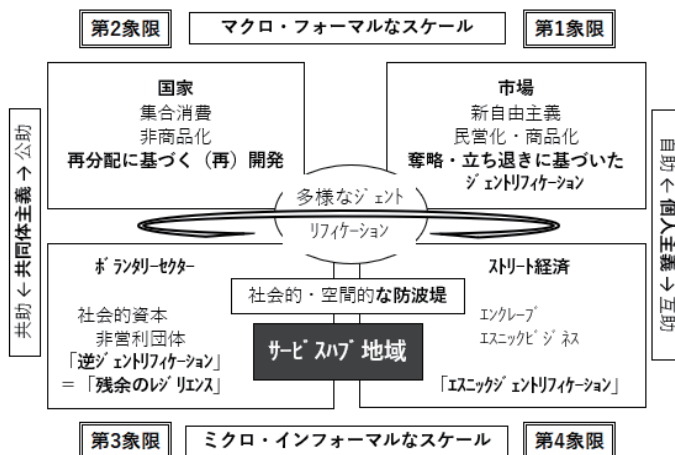 第2象限
マクロ・フォーマルなスケール
第1象限
国家
集合消費
非商品化
再分配に基づく（再）開発
市場
新自由主義
民営化・商品化
奪略・立ち退きに基づいた
ジェントリフィケーション
共助 ← 共同体主義 → 公助
自助 ← 個人主義 → 互助
多様なジェント
リフィケーション
ボランタリーセクター
社会的資本
非営利団体
「逆ジェントリフィケーション」
＝「残余のレジリエンス」
社会的・空間的な防波堤
サービスハブ地域
ストリート経済
エンクレーブ
エスニックビジネス
「エスニックジェントリフィケーション」
第3象限
ミクロ・インフォーマルなスケール
第4象限